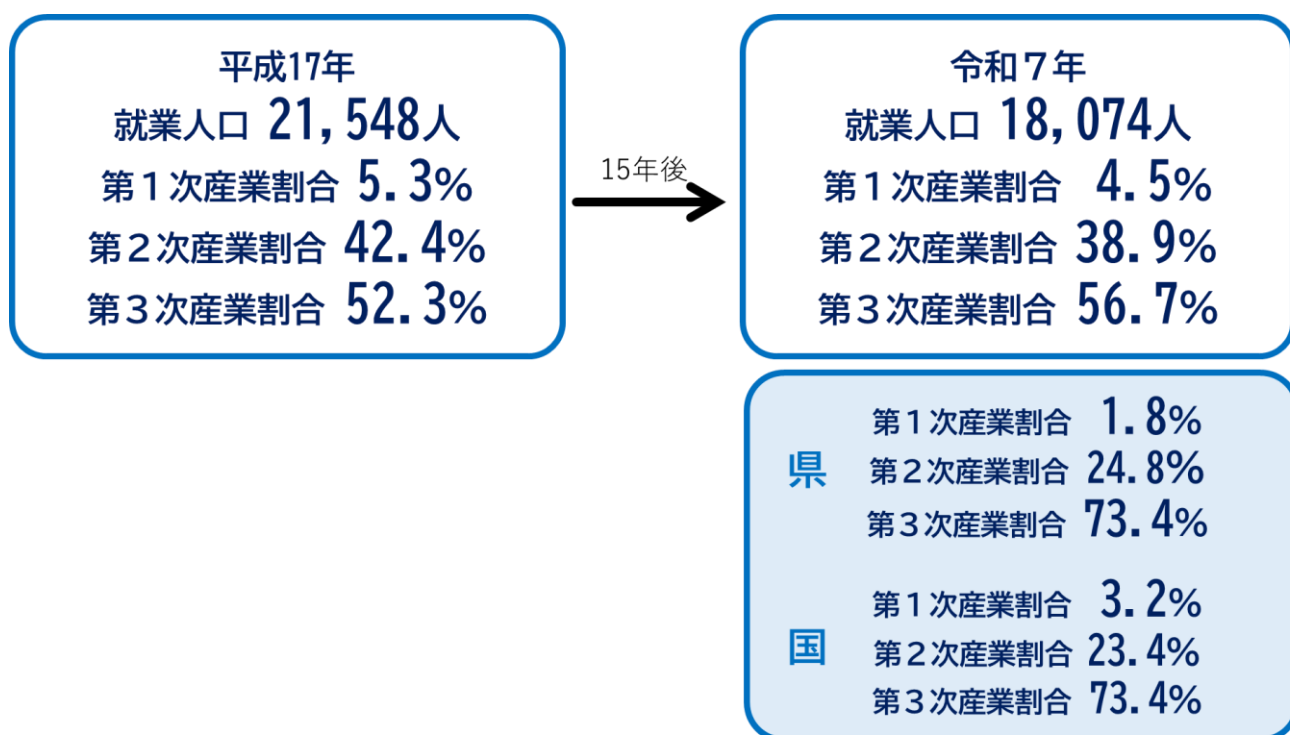 平成17年
就業人口 21,548人
第１次産業割合 5.3%
第２次産業割合 42.4%
第３次産業割合 52.3%
15年後
令和７年
就業人口 18,074人
第１次産業割合 4.5%
第２次産業割合 38.9%
第３次産業割合 56.7%
県
第１次産業割合 1.8%
第２次産業割合 24.8%
第３次産業割合 73.4%
国
第１次産業割合 3.2%
第２次産業割合 23.4%
第３次産業割合 73.4%